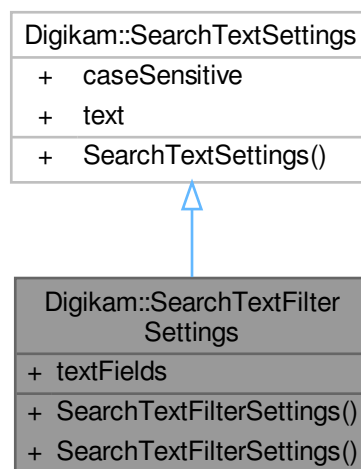 Digikam::SearchTextSettings
+ caseSensitive
+ text
+ SearchTextSettings()
Digikam::SearchTextFilter
Settings
+ textFields
+ SearchTextFilterSettings()
+ SearchTextFilterSettings()